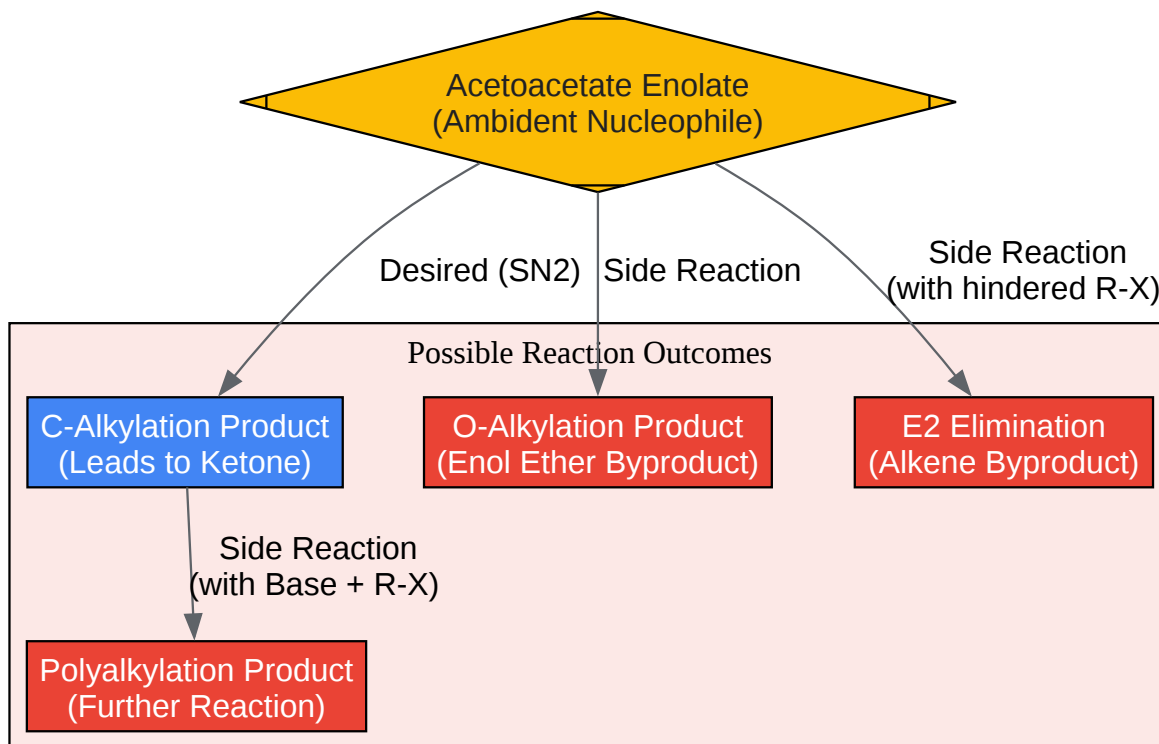 Acetoacetate Enolate
(Ambident Nucleophile)
Desired (SN2)
Side Reaction
Side Reaction
(with hindered R-X)
Possible Reaction Outcomes
C-Alkylation Product
(Leads to Ketone)
O-Alkylation Product
(Enol Ether Byproduct)
E2 Elimination
(Alkene Byproduct)
Side Reaction
(with Base + R-X)
Polyalkylation Product
(Further Reaction)